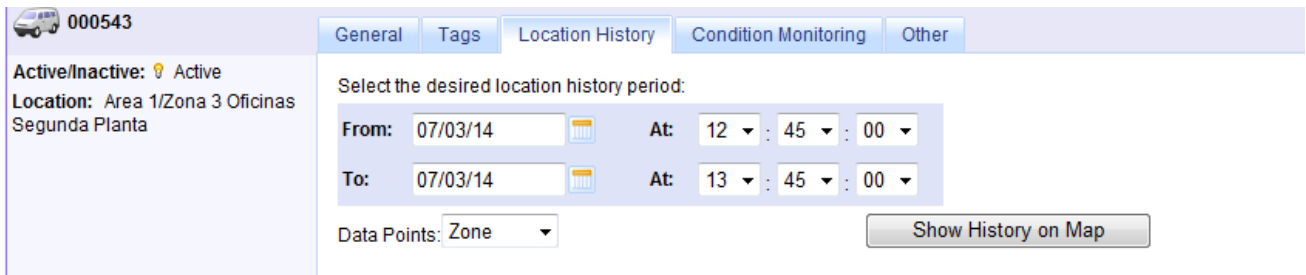 000543
Active/Inactive: Active
Location: Area 1/Zona 3 Oficinas
Segunda Planta
General Tags Location History Condition Monitoring Other
Select the desired location history period:
From: 07/03/14 At: 12 : 45 : 00
To: 07/03/14 At: 13 : 45 : 00
Data Points: Zone Show History on Map